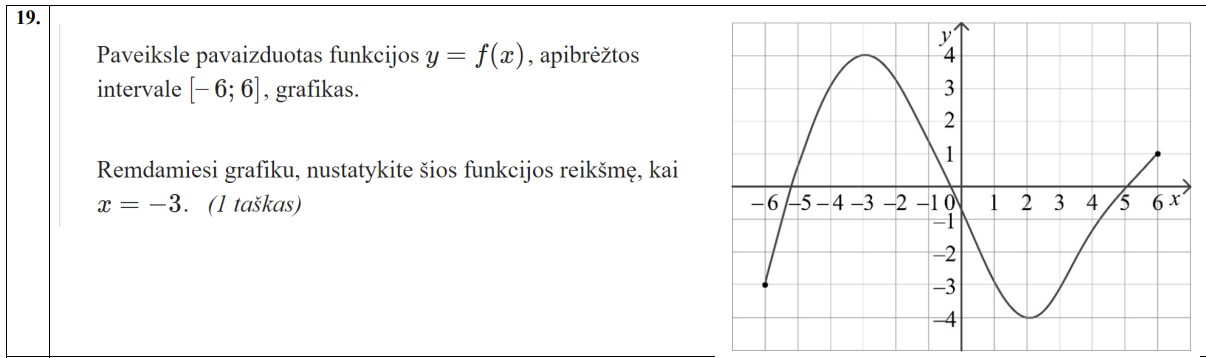 19.
Paveiksle pavaizduotas funkcijos y = f(x), apibrėžtos
intervale [−6; 6], grafikas.
Remdamiesi grafiku, nustatykite šios funkcijos reikšmę, kai
x = −3. (1 taškas)
y
4
3
2
1
−6 −5 −4 −3 −2 −1 0 1 2 3 4 5 6 x
−1
−2
−3
−4